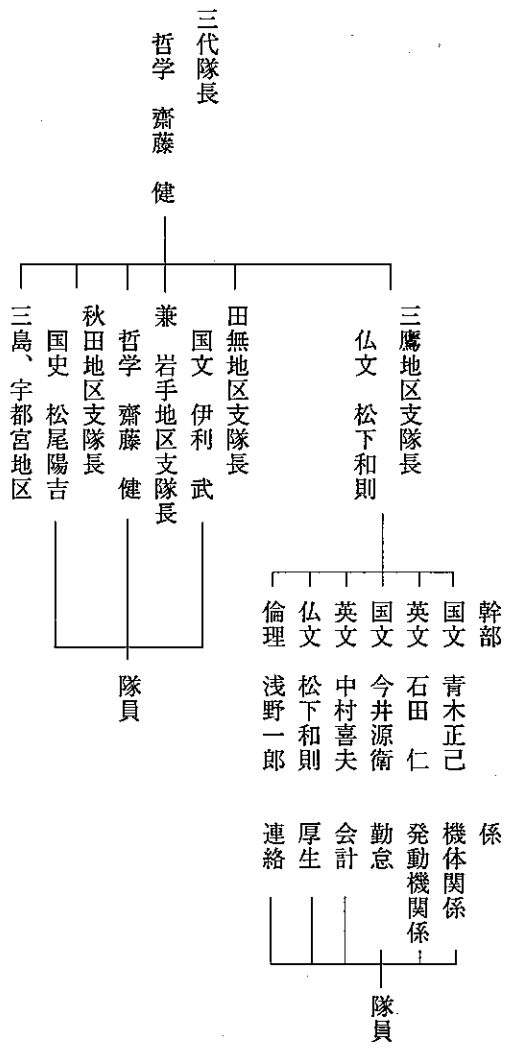 三代隊長
哲学 齋藤 健
三鷹地区支隊長
仏文 松下和則
幹部 係
国文 青木正己 機体関係
英文 石田 仁 発動機関係
国文 今井源衛 勤怠
英文 中村喜夫 会計
仏文 松下和則 厚生
倫理 浅野一郎 連絡
隊員
田無地区支隊長
国文 伊利 武
兼 岩手地区支隊長
哲学 齋藤 健
秋田地区支隊長
国史 松尾陽吉
三島、宇都宮地区
隊員